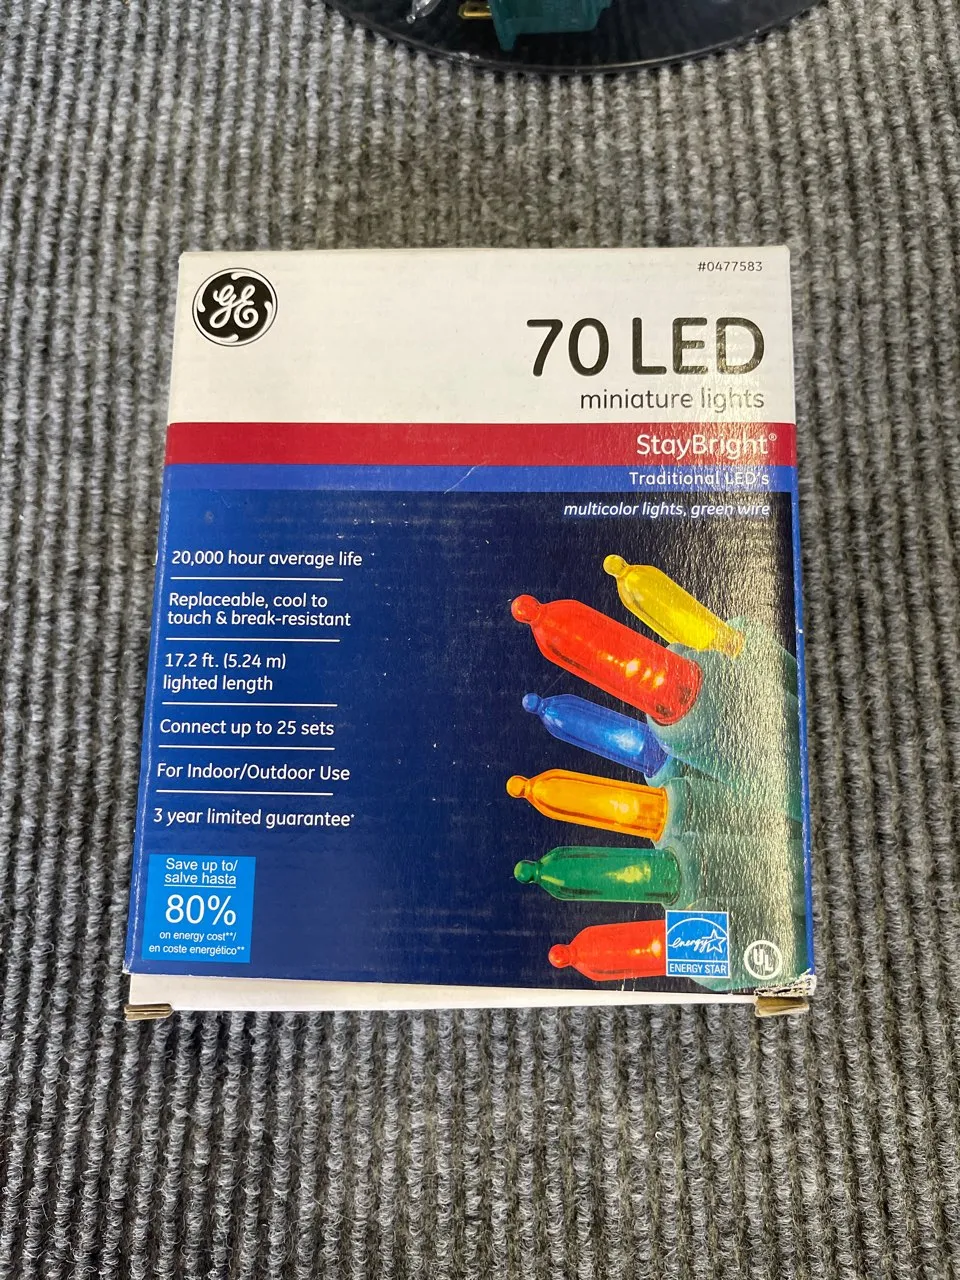 #0477583
GE
70 LED
miniature lights
StayBright®
Traditional LED's
multicolor lights, green wire
20,000 hour average life
Replaceable, cool to
touch & break-resistant
17.2 ft. (5.24 m)
lighted length
Connect up to 25 sets
For Indoor/Outdoor Use
3 year limited guarantee*
Save up to/
salve hasta
80%
on energy cost**/
en coste energético**
energy
ENERGY STAR
UL